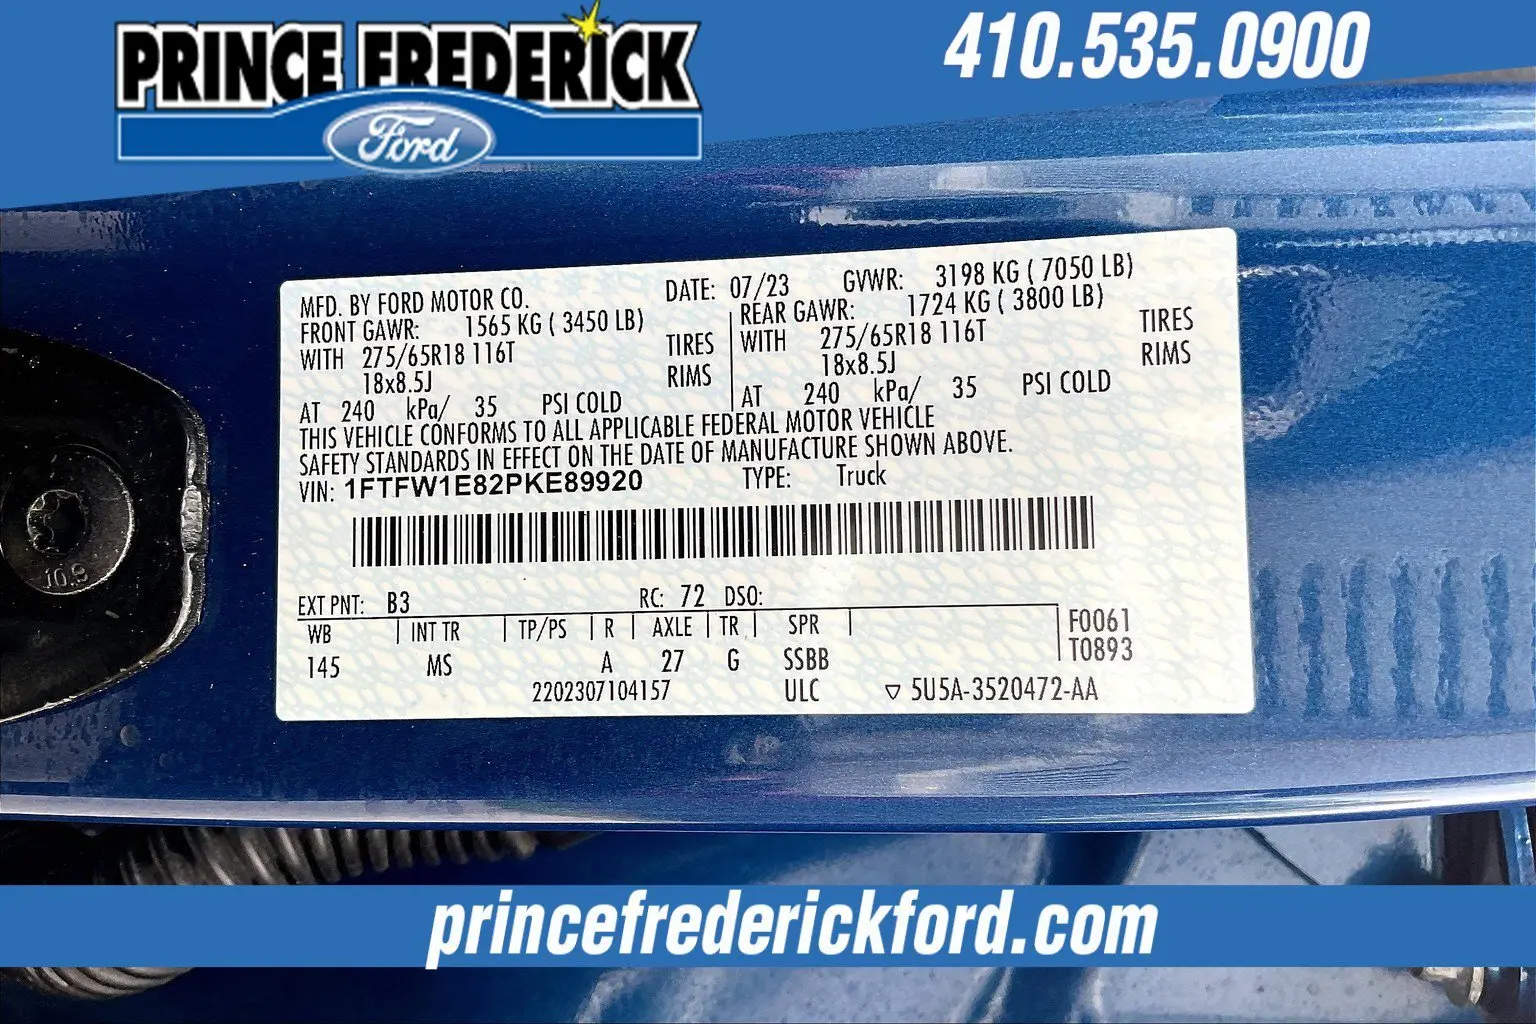 PRINCE FREDERICK
Ford
410.535.0900
MFD. BY FORD MOTOR CO. DATE: 07/23 GVWR: 3198 KG ( 7050 LB)
FRONT GAWR: 1565 KG ( 3450 LB) REAR GAWR: 1724 KG ( 3800 LB)
WITH 275/65R18 116T TIRES WITH 275/65R18 116T TIRES
18x8.5J RIMS 18x8.5J RIMS
AT 240 kPa/ 35 PSI COLD AT 240 kPa/ 35 PSI COLD
THIS VEHICLE CONFORMS TO ALL APPLICABLE FEDERAL MOTOR VEHICLE
SAFETY STANDARDS IN EFFECT ON THE DATE OF MANUFACTURE SHOWN ABOVE.
VIN: 1FTFW1E82PKE89920 TYPE: Truck
EXT PNT: B3 RC: 72 DSO:
WB | INT TR | TP/PS | R | AXLE | TR | SPR | F0061
145 MS A 27 G SSBB T0893
2202307104157 ULC ▽ 5U5A-3520472-AA
10.9
princefrederickford.com